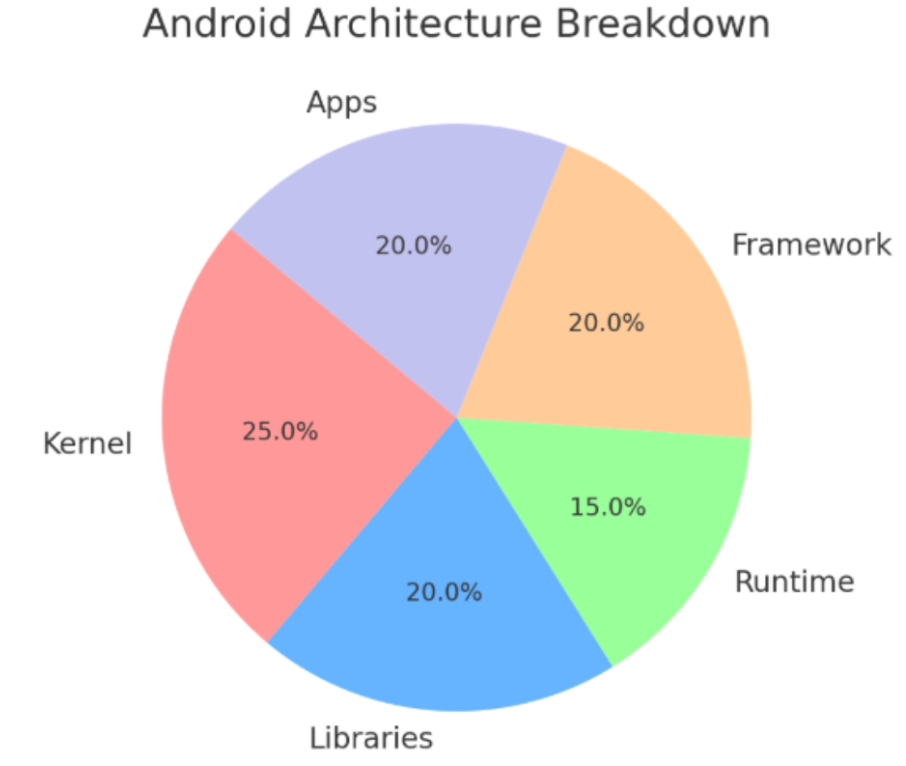 Android Architecture Breakdown
Apps
20.0%
Framework
20.0%
Kernel
25.0%
15.0%
Runtime
20.0%
Libraries